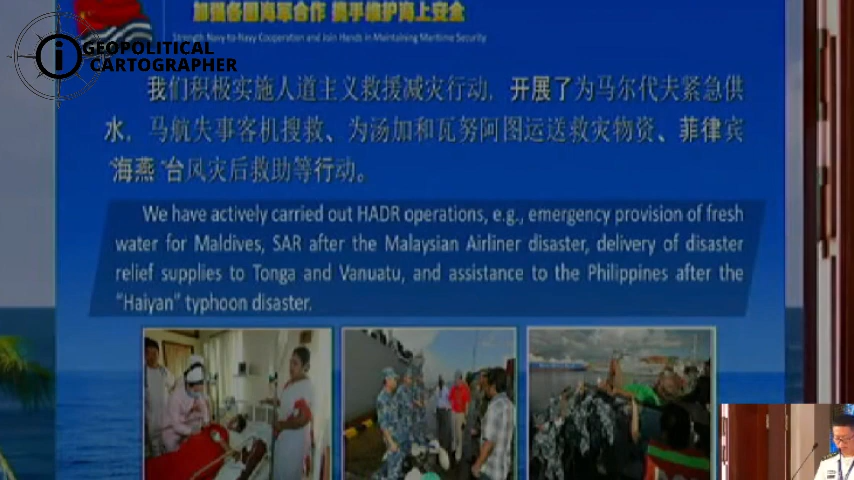 加强各国海军合作 携手维护海上安全
Strength Navy-to-Navy Cooperation and Join Hands in Maintaining Maritime Security
GEOPOLITICAL
CARTOGRAPHER
我们积极实施人道主义救援减灾行动，开展了为马尔代夫紧急供
水，马航失事客机搜救、为汤加和瓦努阿图运送救灾物资、菲律宾
“海燕”台风灾后救助等行动。
We have actively carried out HADR operations, e.g., emergency provision of fresh
water for Maldives, SAR after the Malaysian Airliner disaster, delivery of disaster
relief supplies to Tonga and Vanuatu, and assistance to the Philippines after the
“Haiyan” typhoon disaster.